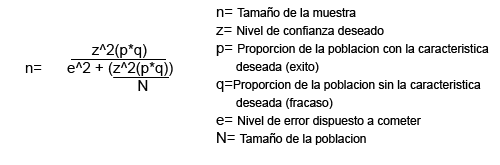 z^2(p*q)
n= e^2 + (z^2(p*q))
N
n= Tamaño de la muestra
z= Nivel de confianza deseado
p= Proporcion de la poblacion con la caracteristica
deseada (exito)
q=Proporcion de la poblacion sin la caracteristica
deseada (fracaso)
e= Nivel de error dispuesto a cometer
N= Tamaño de la poblacion